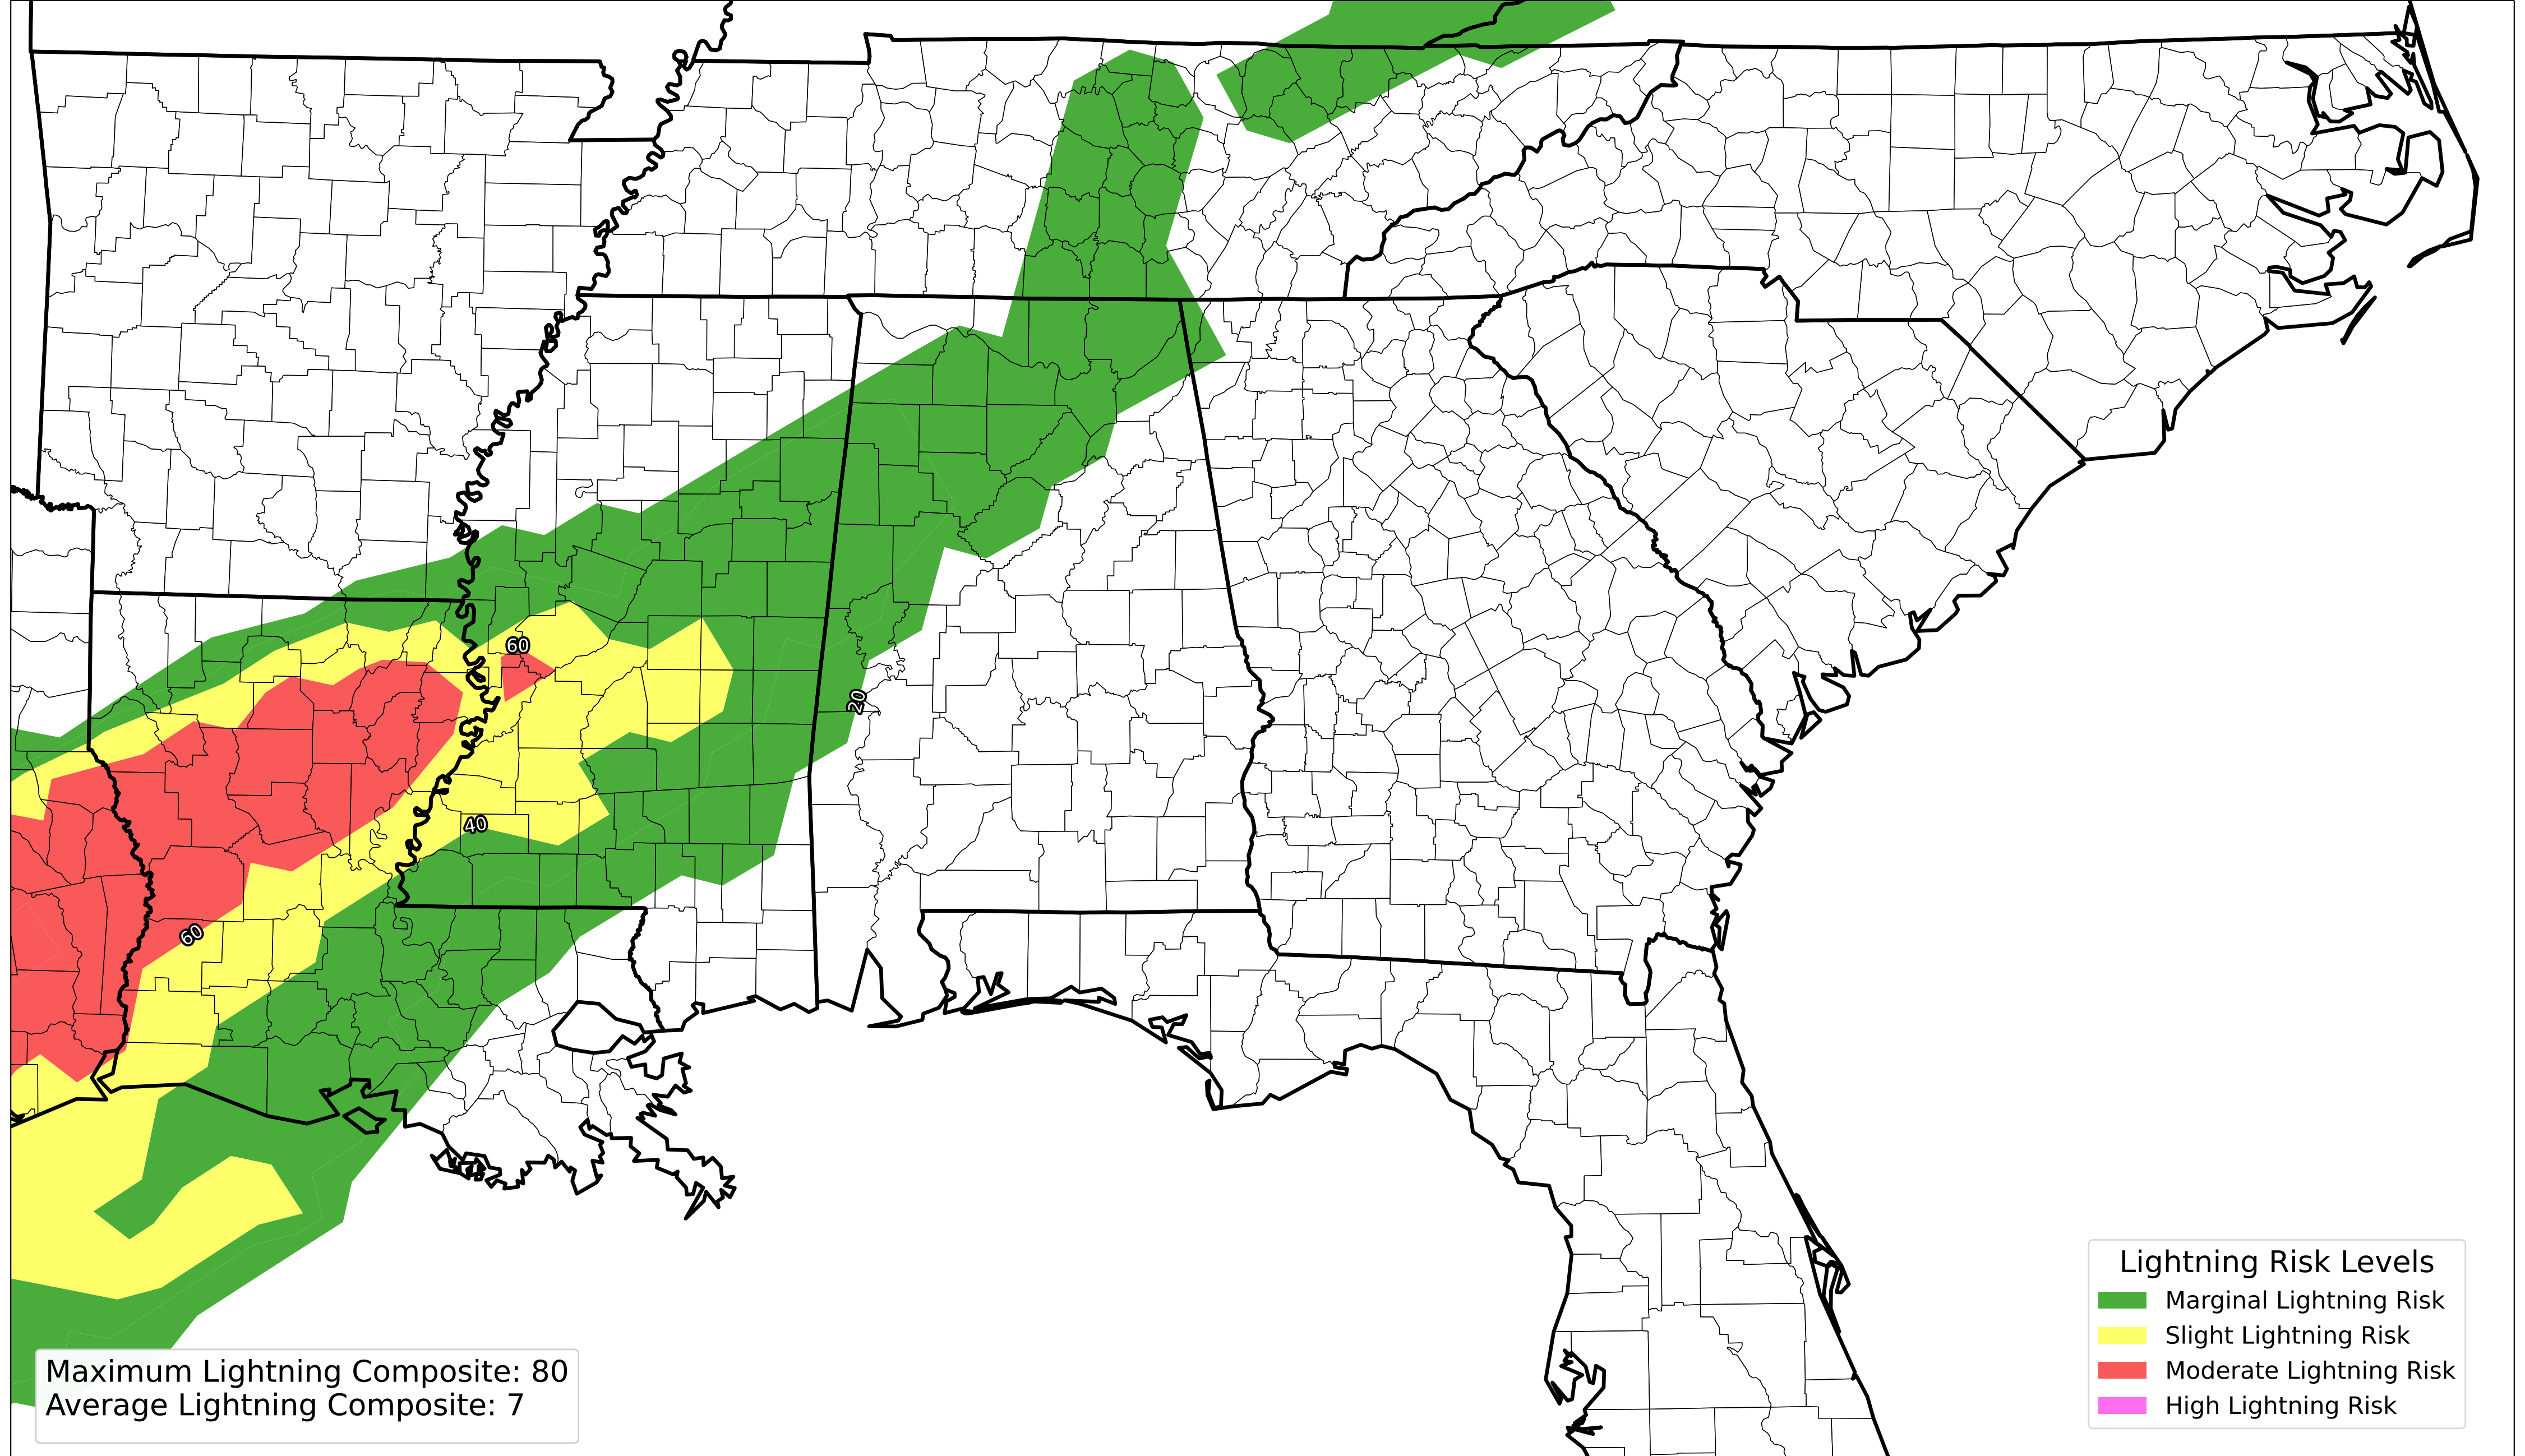 60
20
40
60
Maximum Lightning Composite: 80
Average Lightning Composite: 7
Lightning Risk Levels
Marginal Lightning Risk
Slight Lightning Risk
Moderate Lightning Risk
High Lightning Risk